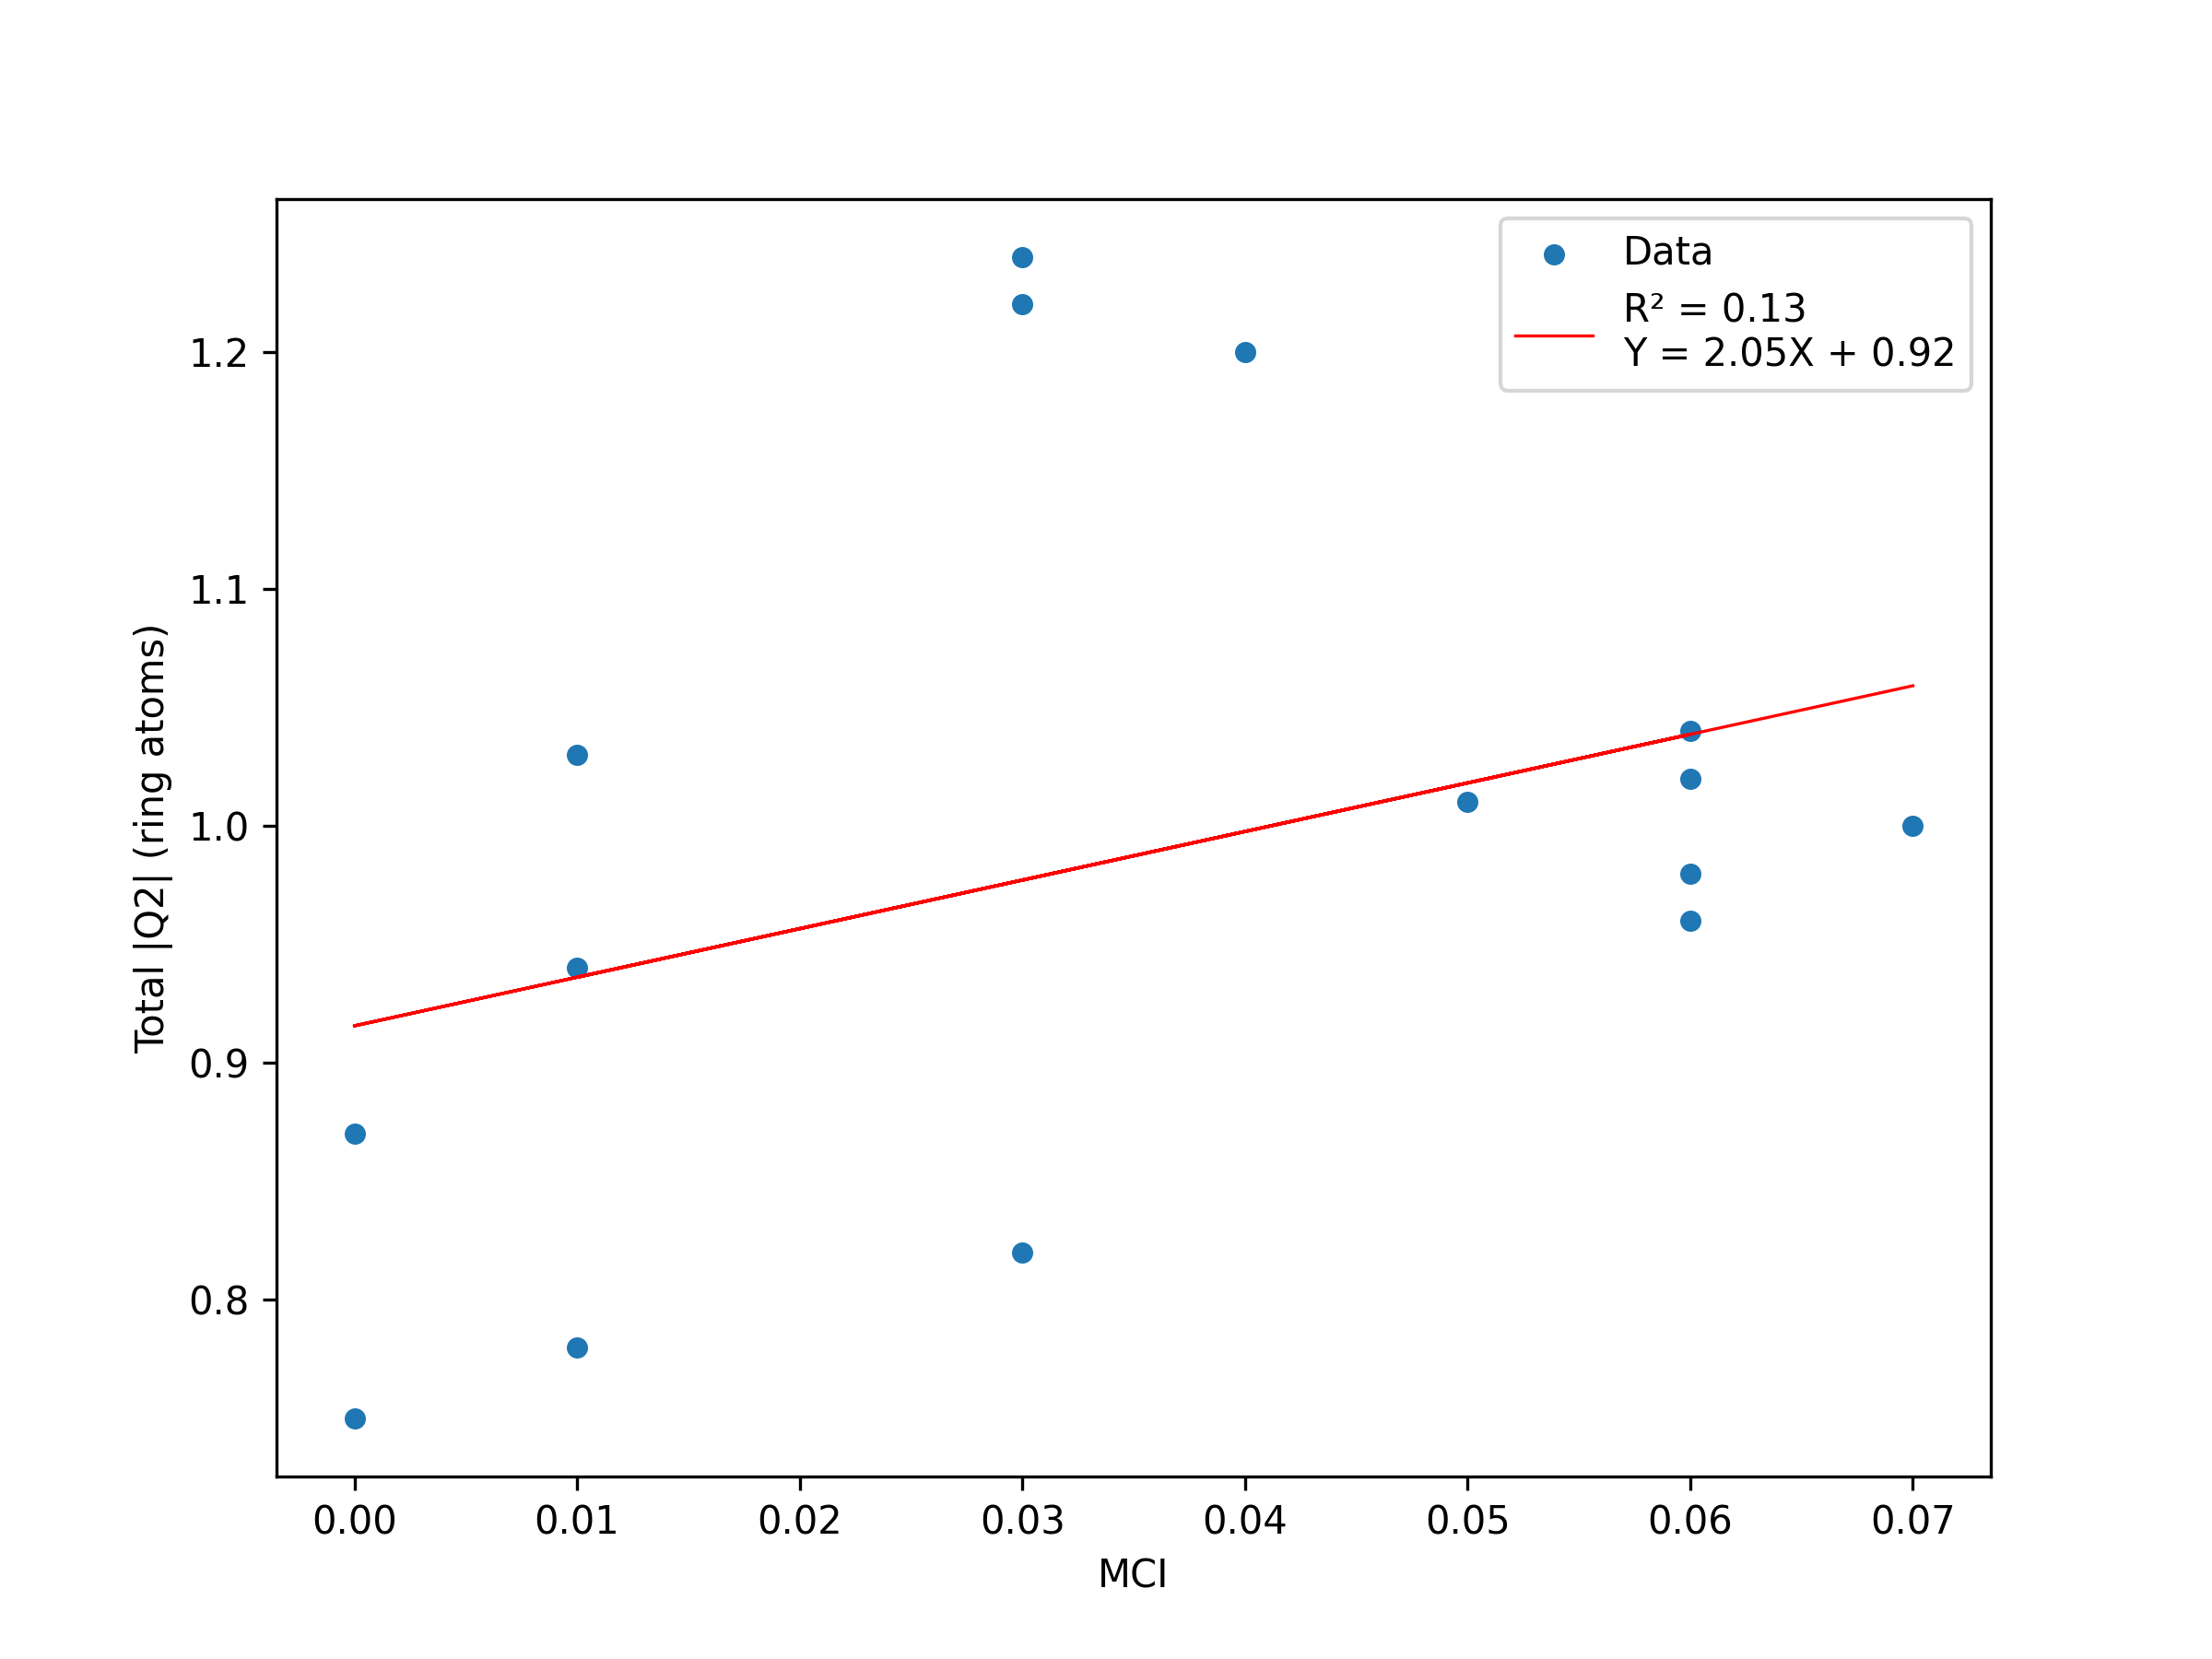 Data
R² = 0.13
Y = 2.05X + 0.92
1.2
1.1
1.0
0.9
0.8
Total |Q2| (ring atoms)
0.00 0.01 0.02 0.03 0.04 0.05 0.06 0.07
MCI